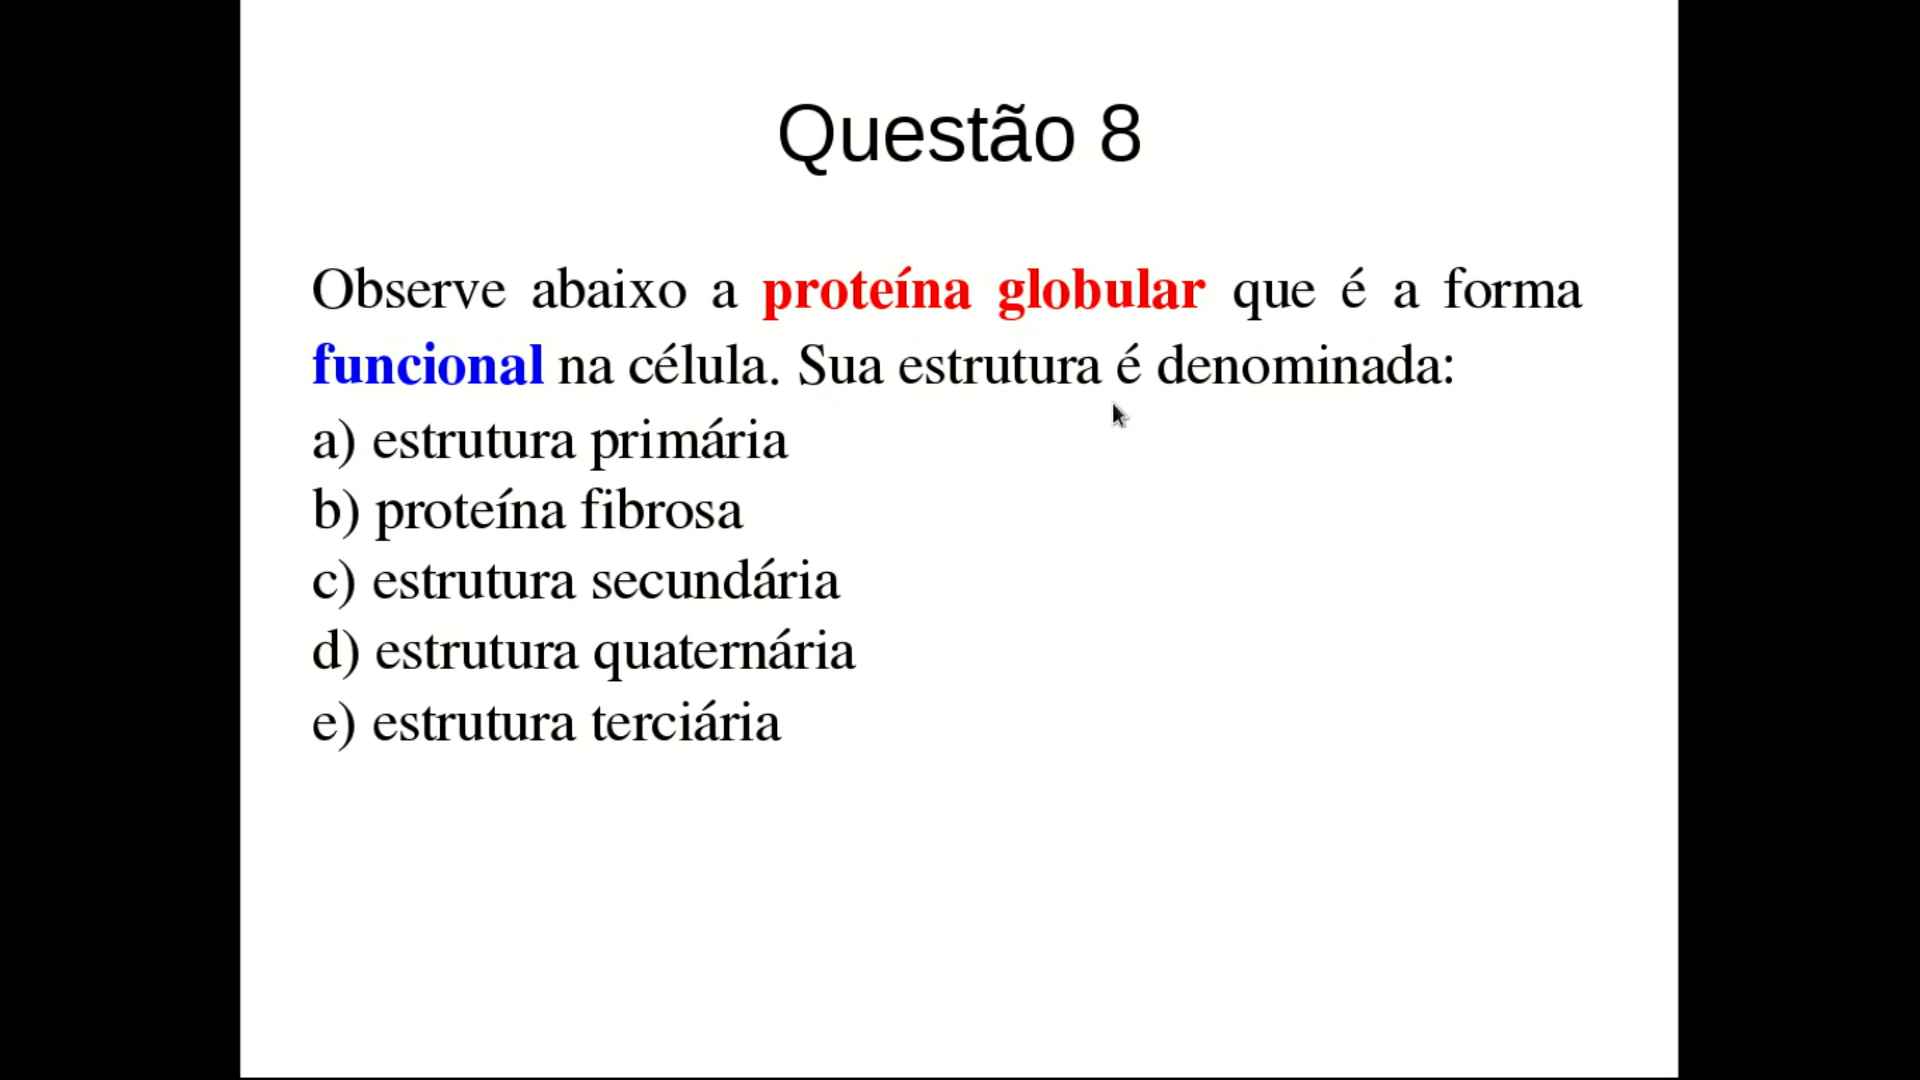 Questão 8
Observe abaixo a proteína globular que é a forma
funcional na célula. Sua estrutura é denominada:
a) estrutura primária
b) proteína fibrosa
c) estrutura secundária
d) estrutura quaternária
e) estrutura terciária